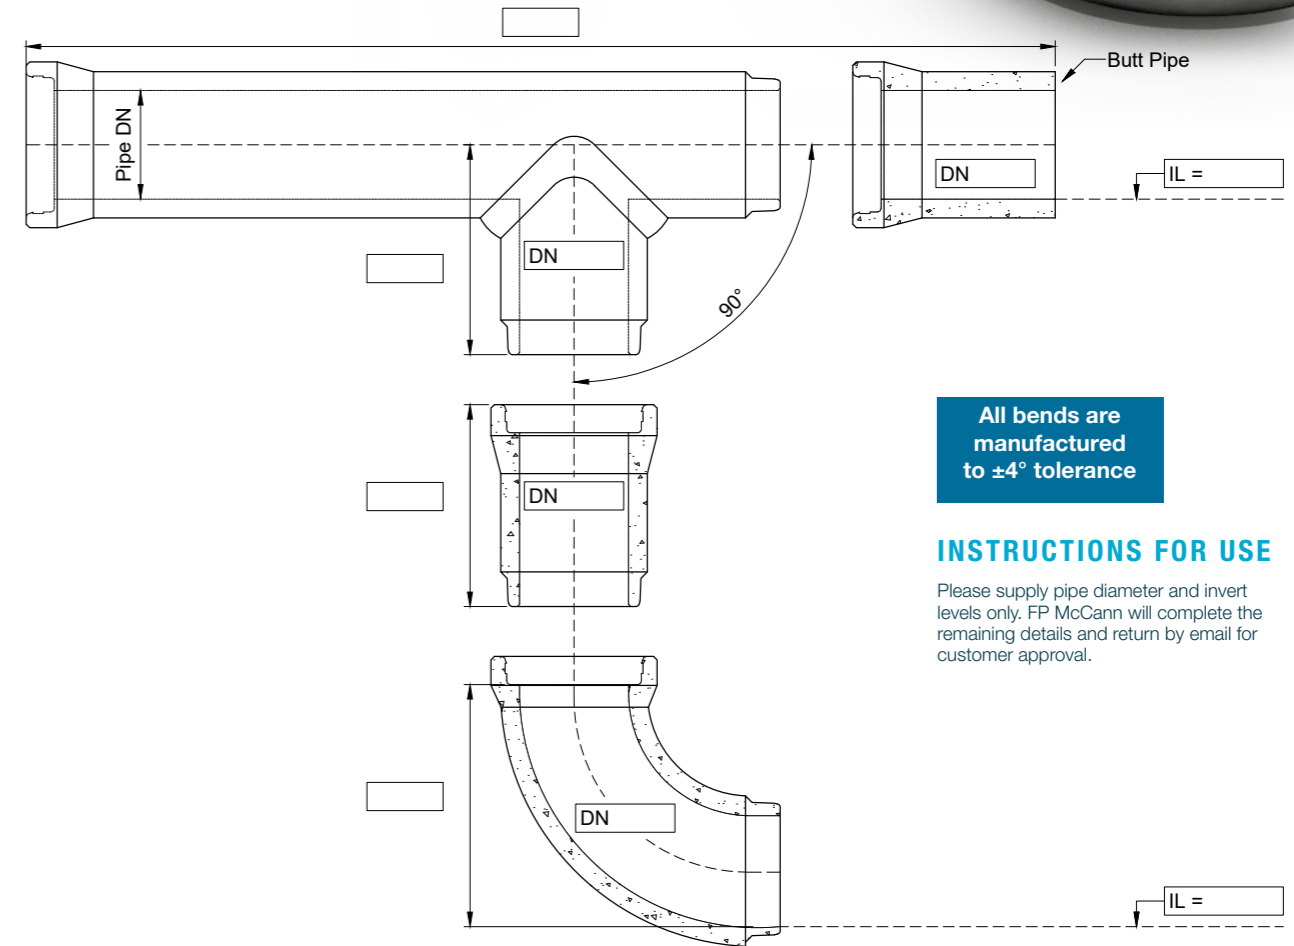 Butt Pipe
Pipe DN
DN
IL =
DN
90°
All bends are
manufactured
to ±4° tolerance
DN
INSTRUCTIONS FOR USE
Please supply pipe diameter and invert
levels only. FP McCann will complete the
remaining details and return by email for
customer approval.
DN
IL =